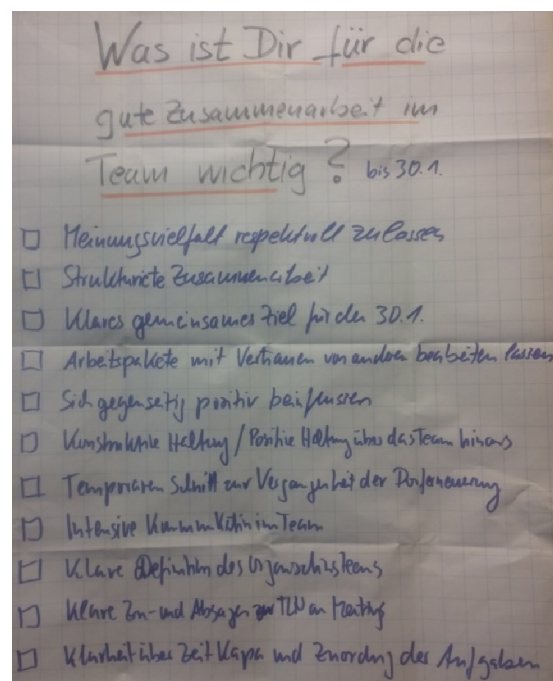 Was ist Dir für die
gute Zusammenarbeit im
Team wichtig? bis 30.1.
Meinungsvielfalt respektvoll zulassen
Strukturierte Zusammenarbeit
Klares gemeinsames Ziel für den 30.1.
Arbeitspakete mit Vertrauen von anderen bearbeiten lassen
Sich gegenseitig positiv beeinflussen
Konstruktive Haltung / Positive Haltung über das Team hinaus
Temporären Schnitt zur Vergangenheit der Dorferneuerung
Intensive Kommunikation im Team
Klare Definition des Organisationsteams
Klare Zu- und Absagen zur TLN an Meetings
Klarheit über Zeit Kapa und Zuordnung der Aufgaben